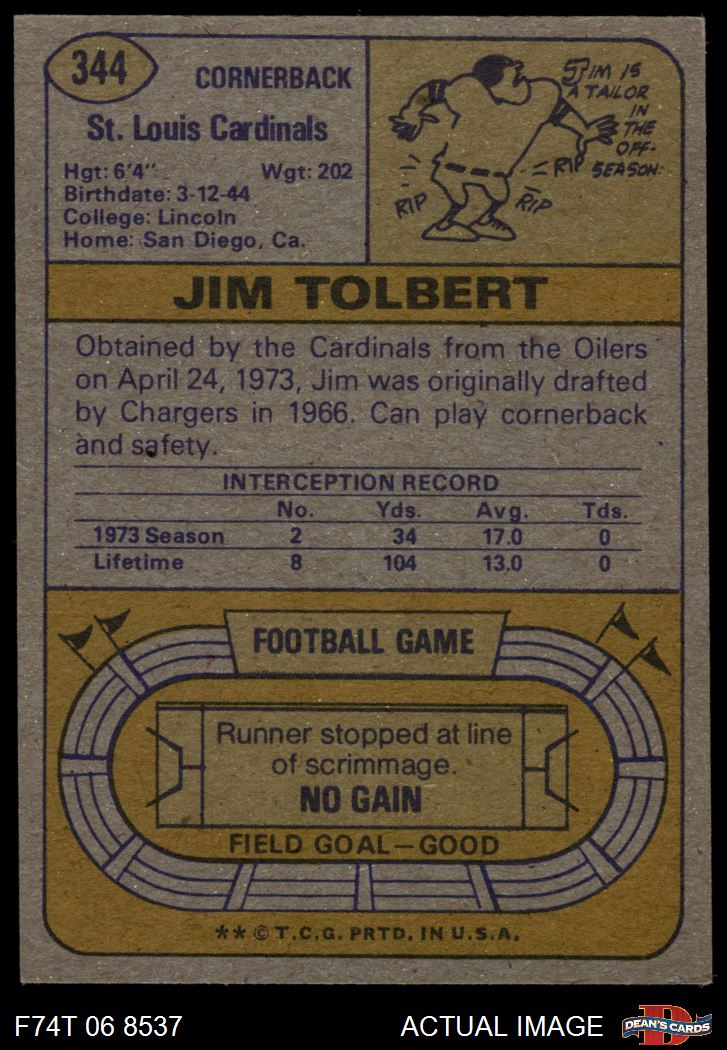 344
CORNERBACK
St. Louis Cardinals
Hgt: 6'4" Wgt: 202
Birthdate: 3-12-44
College: Lincoln
Home: San Diego, Ca.
JIM IS
A TAILOR
IN
THE
OFF-
SEASON.
RIP
RIP
RIP
JIM TOLBERT
Obtained by the Cardinals from the Oilers
on April 24, 1973, Jim was originally drafted
by Chargers in 1966. Can play cornerback
and safety.
INTERCEPTION RECORD
No. Yds. Avg. Tds.
1973 Season 2 34 17.0 0
Lifetime 8 104 13.0 0
FOOTBALL GAME
Runner stopped at line
of scrimmage.
NO GAIN
FIELD GOAL—GOOD
** © T.C.G. PRTD. IN U.S.A.
F74T 06 8537 ACTUAL IMAGE
D
DEAN'S CARDS